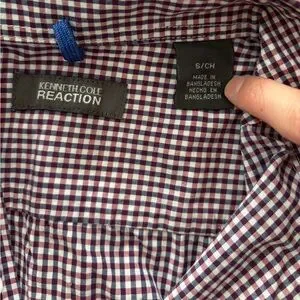 KENNETH COLE
REACTION
S/CH
MADE IN
BANGLADESH
HECHO EN
BANGLADESH